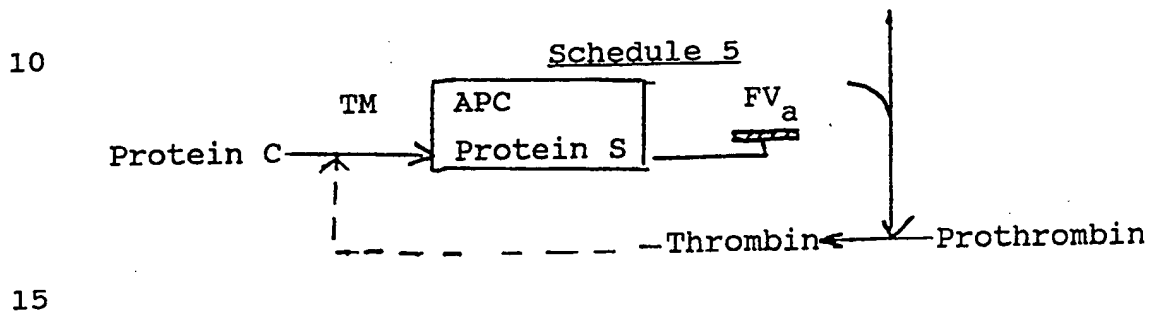 10
Schedule 5
TM
APC
FVa
Protein C
Protein S
Thrombin
Prothrombin
15